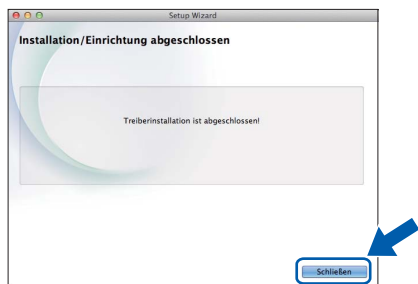 Setup Wizard
Installation/Einrichtung abgeschlossen
Treiberinstallation ist abgeschlossen!
Schließen